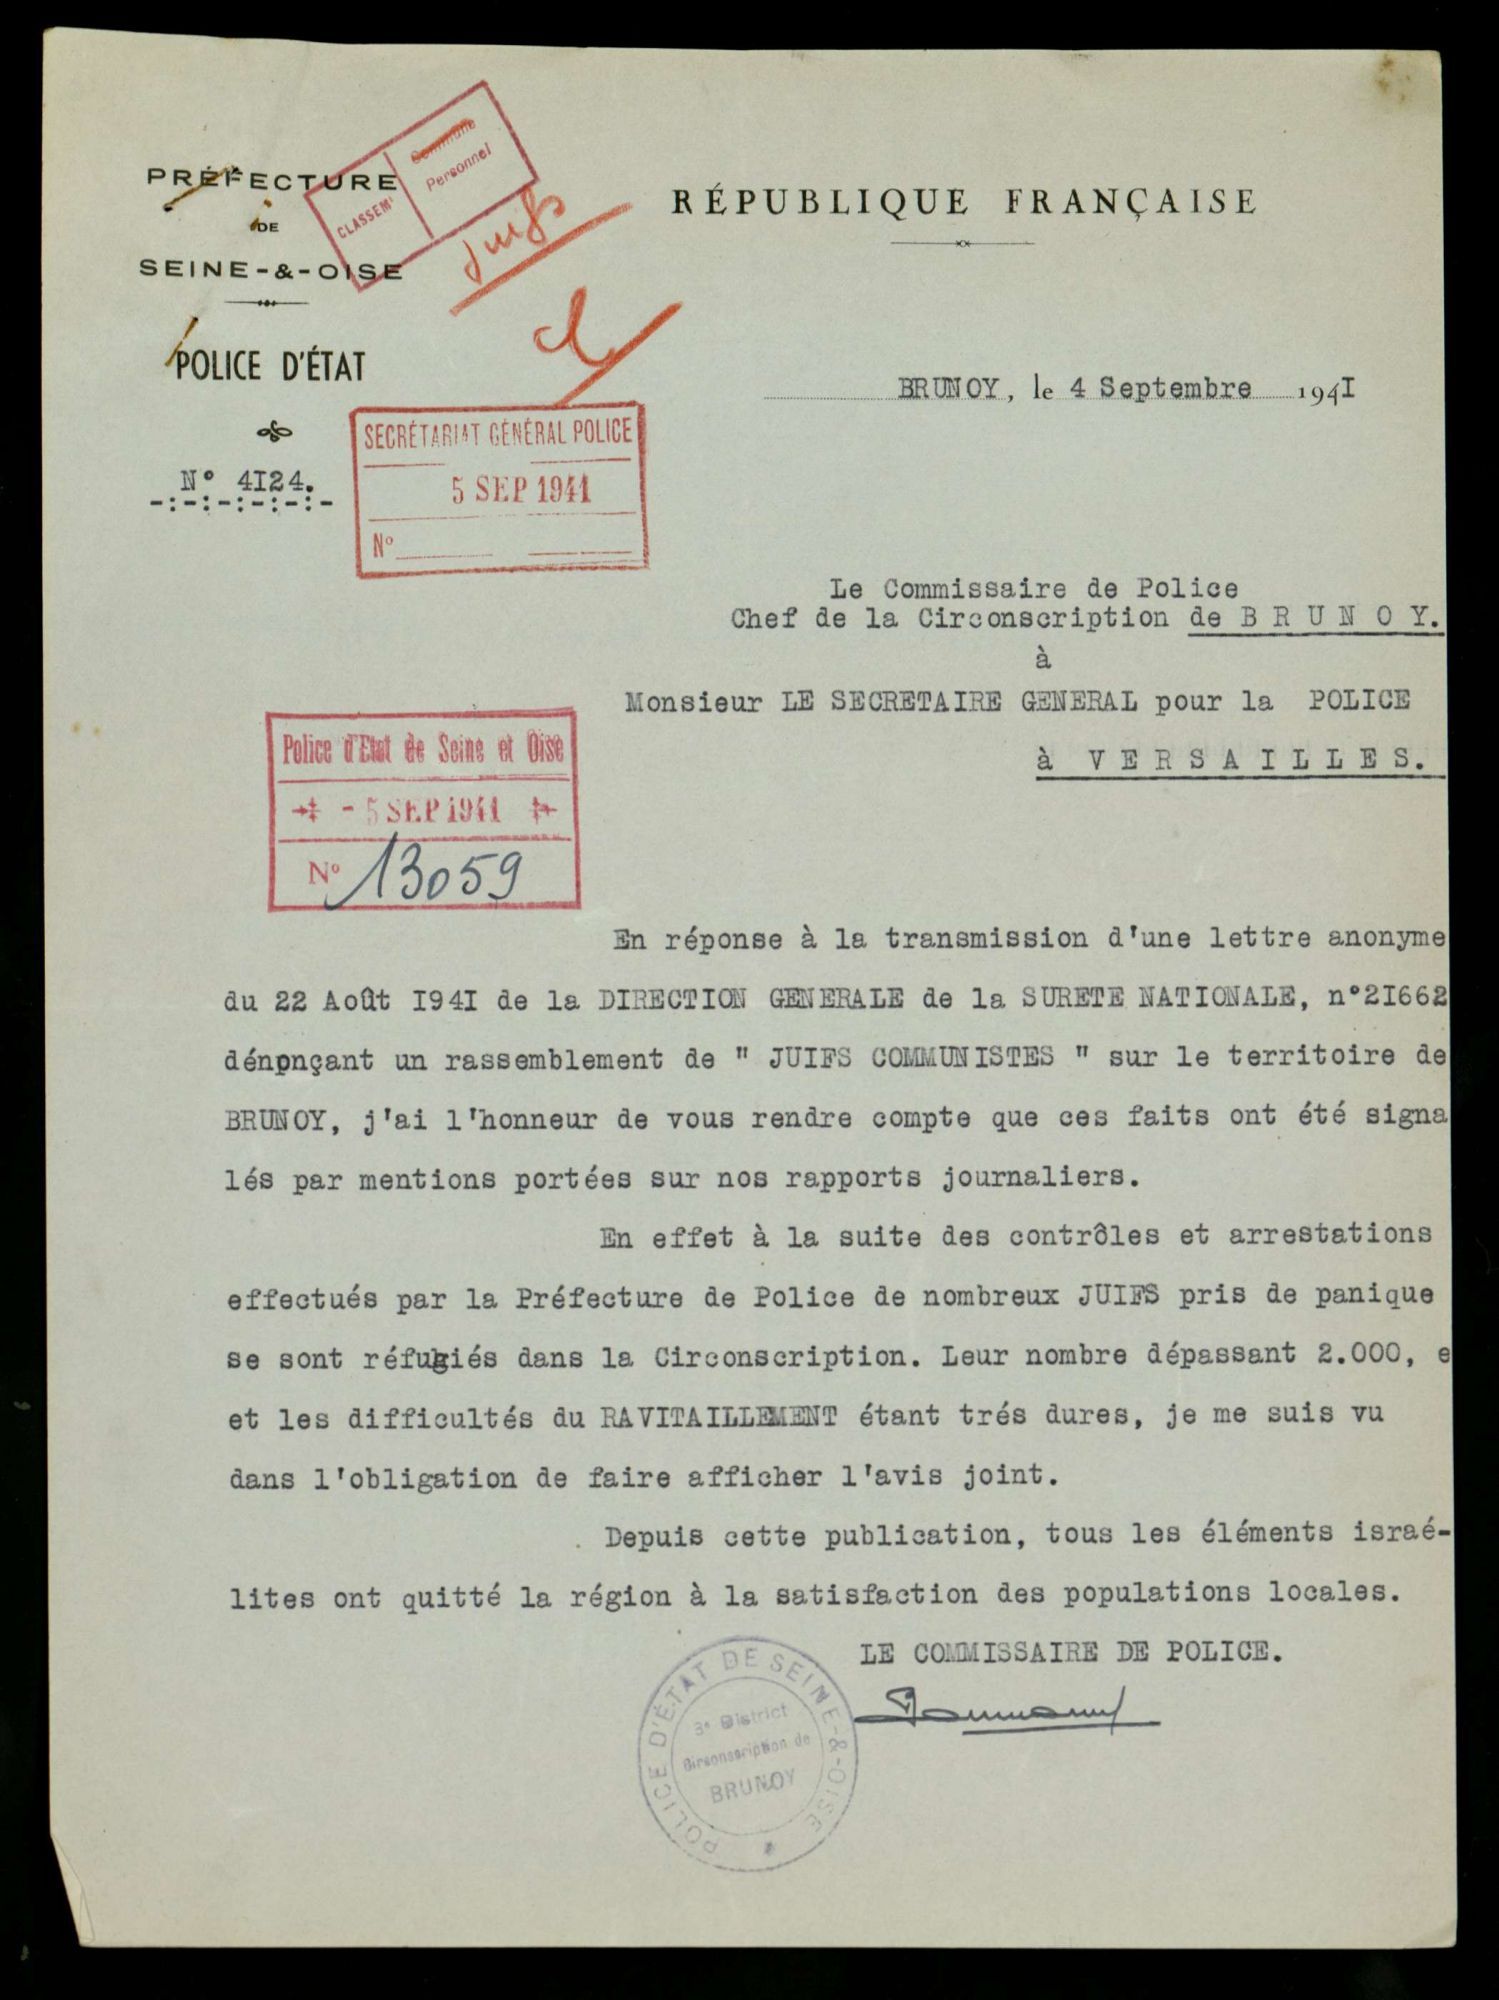 PRÉFECTURE
DE
SEINE-&-OISE
POLICE D'ÉTAT
N° 4I24.
-:-:-:-:-:-
CLASSEMt
Commune
Personnel
Juifs
RÉPUBLIQUE FRANÇAISE
BRUNOY, le 4 Septembre 194I
SECRÉTARIAT GÉNÉRAL POLICE
5 SEP 1941
N°
Le Commissaire de Police
Chef de la Circonscription de B R U N O Y.
à
Monsieur LE SECRETAIRE GENERAL pour la POLICE
à V E R S A I L L E S.
Police d'Etat de Seine et Oise
- 5 SEP 1941
N° 13059
En réponse à la transmission d'une lettre anonyme
du 22 Août I94I de la DIRECTION GENERALE de la SURETE NATIONALE, n°2I662
dénonçant un rassemblement de " JUIFS COMMUNISTES " sur le territoire de
BRUNOY, j'ai l'honneur de vous rendre compte que ces faits ont été signa
lés par mentions portées sur nos rapports journaliers.
En effet à la suite des contrôles et arrestations
effectués par la Préfecture de Police de nombreux JUIFS pris de panique
se sont réfugiés dans la Circonscription. Leur nombre dépassant 2.000, e
et les difficultés du RAVITAILLEMENT étant trés dures, je me suis vu
dans l'obligation de faire afficher l'avis joint.
Depuis cette publication, tous les éléments israé-
lites ont quitté la région à la satisfaction des populations locales.
LE COMMISSAIRE DE POLICE.
POLICE D'ÉTAT DE SEINE-&-OISE
3e District
Circonscription de
BRUNOY